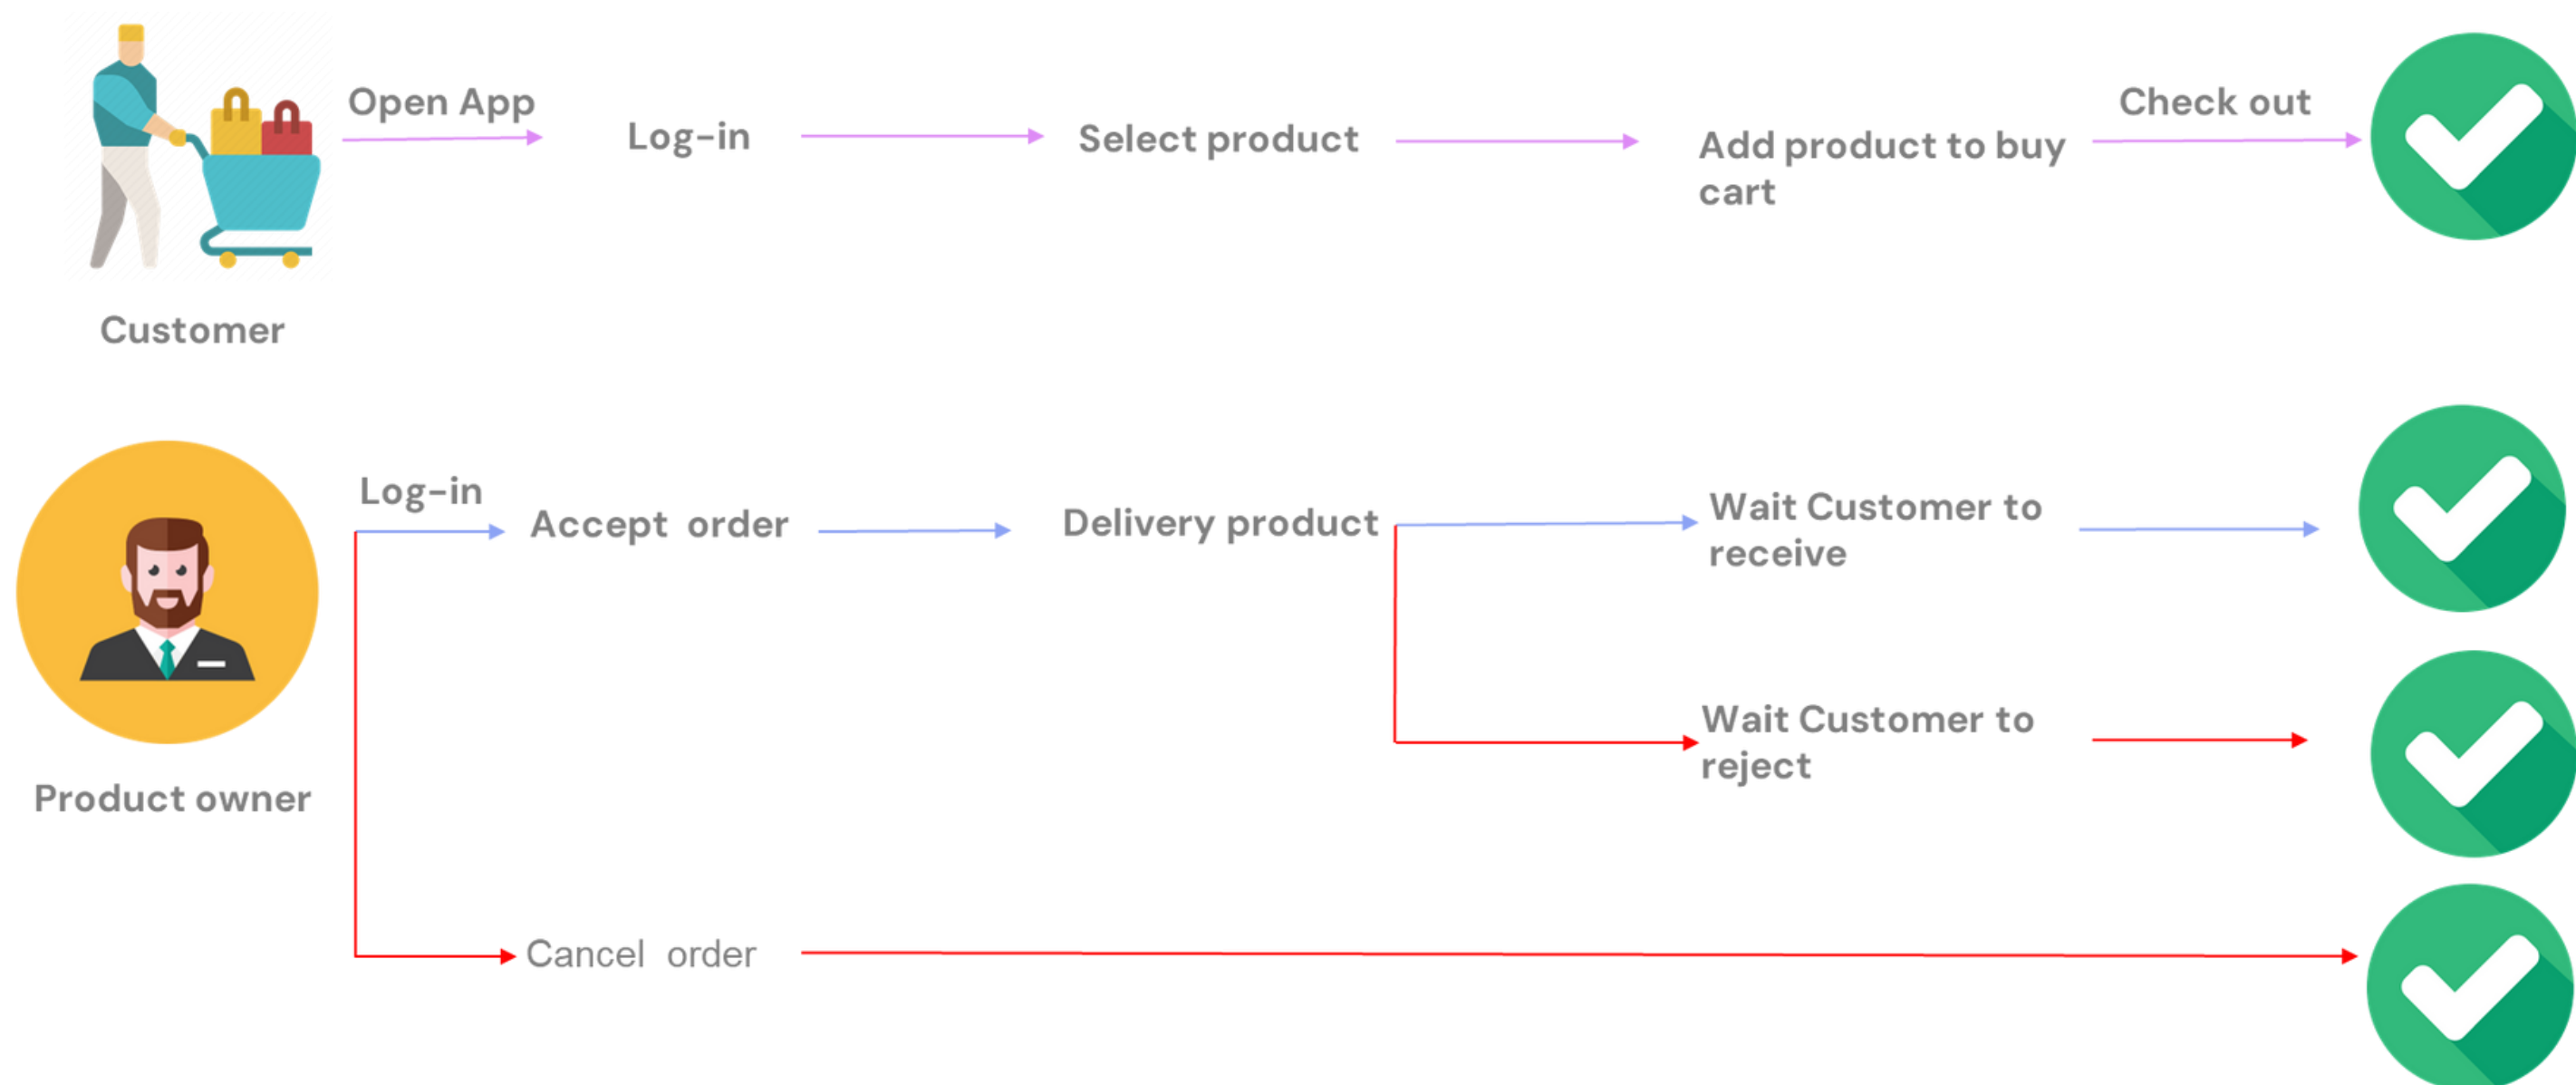 Open App
Check out
Log-in
Select product
Add product to buy
cart
Customer
Log-in
Accept  order
Delivery product
Wait Customer to
receive
Wait Customer to
reject
Product owner
Cancel  order